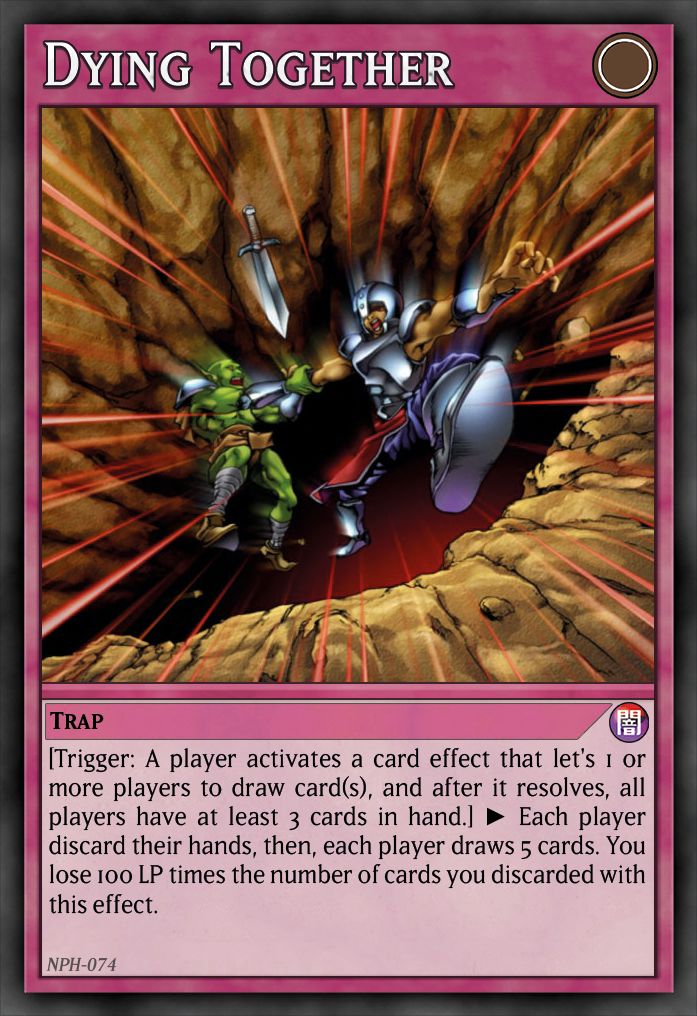 Dying Together
Trap
闇
[Trigger: A player activates a card effect that let's 1 or
more players to draw card(s), and after it resolves, all
players have at least 3 cards in hand.] ► Each player
discard their hands, then, each player draws 5 cards. You
lose 100 LP times the number of cards you discarded with
this effect.
NPH-074